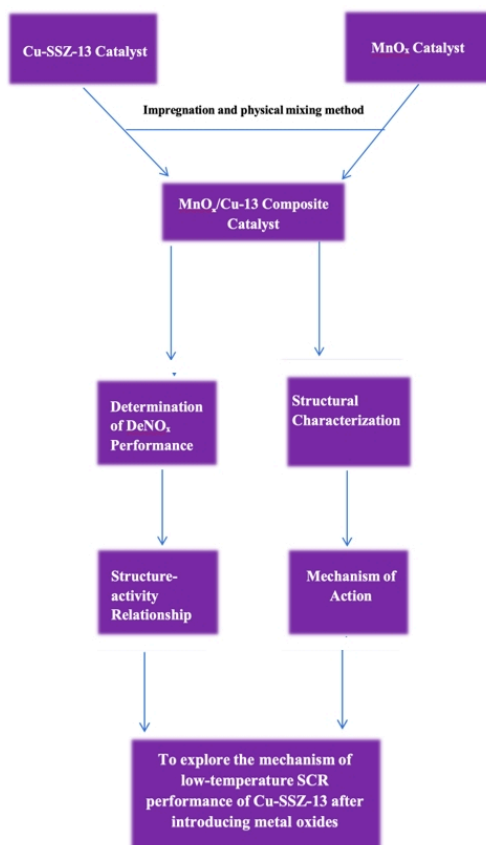 Cu-SSZ-13 Catalyst
MnOₓ Catalyst
Impregnation and physical mixing method
MnOₓ/Cu-13 Composite
Catalyst
Determination
of DeNOₓ
Performance
Structural
Characterization
Structure-
activity
Relationship
Mechanism of
Action
To explore the mechanism of
low-temperature SCR
performance of Cu-SSZ-13 after
introducing metal oxides